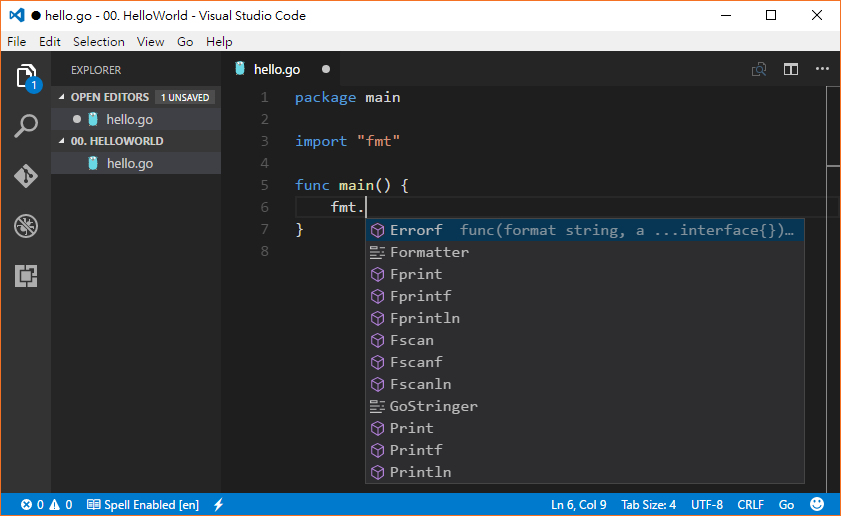 ● hello.go - 00. HelloWorld - Visual Studio Code
File Edit Selection View Go Help
1
EXPLORER
OPEN EDITORS 1 UNSAVED
hello.go
00. HELLOWORLD
hello.go
hello.go
1 package main
2
3 import "fmt"
4
5 func main() {
6 fmt.
7 }
8
Errorf func(format string, a ...interface{})…
Formatter
Fprint
Fprintf
Fprintln
Fscan
Fscanf
Fscanln
GoStringer
Print
Printf
Println
0 0 Spell Enabled [en] Ln 6, Col 9 Tab Size: 4 UTF-8 CRLF Go